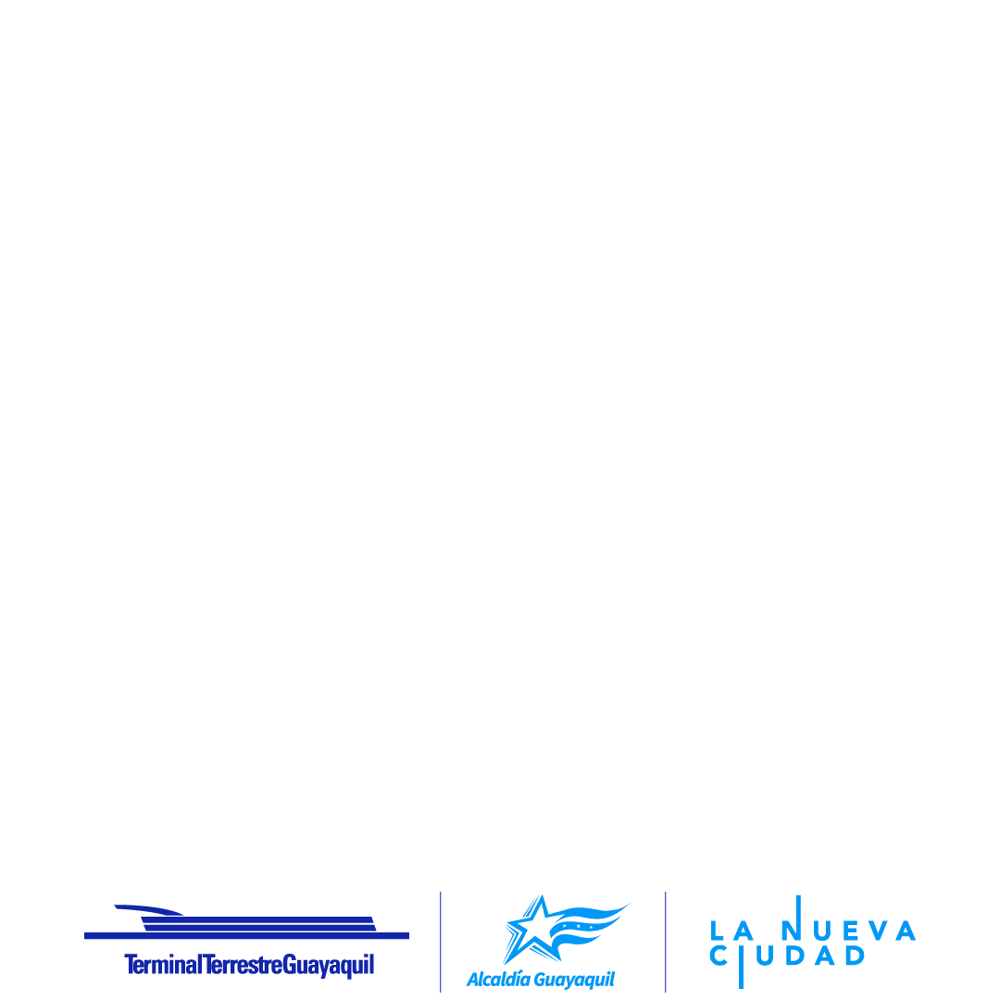 TerminalTerrestreGuayaquil
Alcaldía Guayaquil
LA NUEVA
CIUDAD